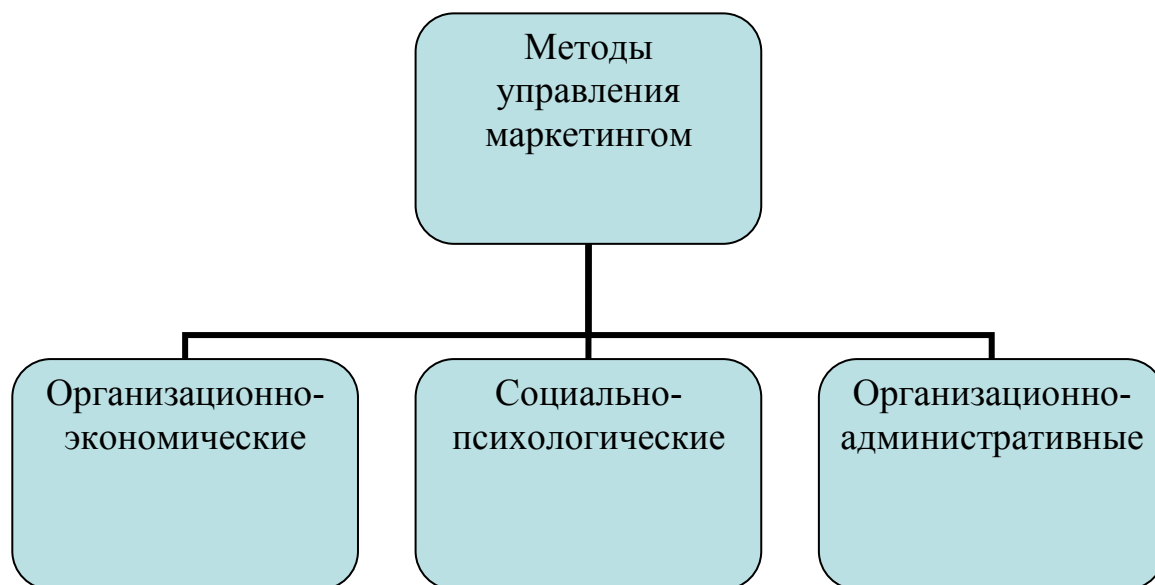 Методы
управления
маркетингом
Организационно-
экономические
Социально-
психологические
Организационно-
административные